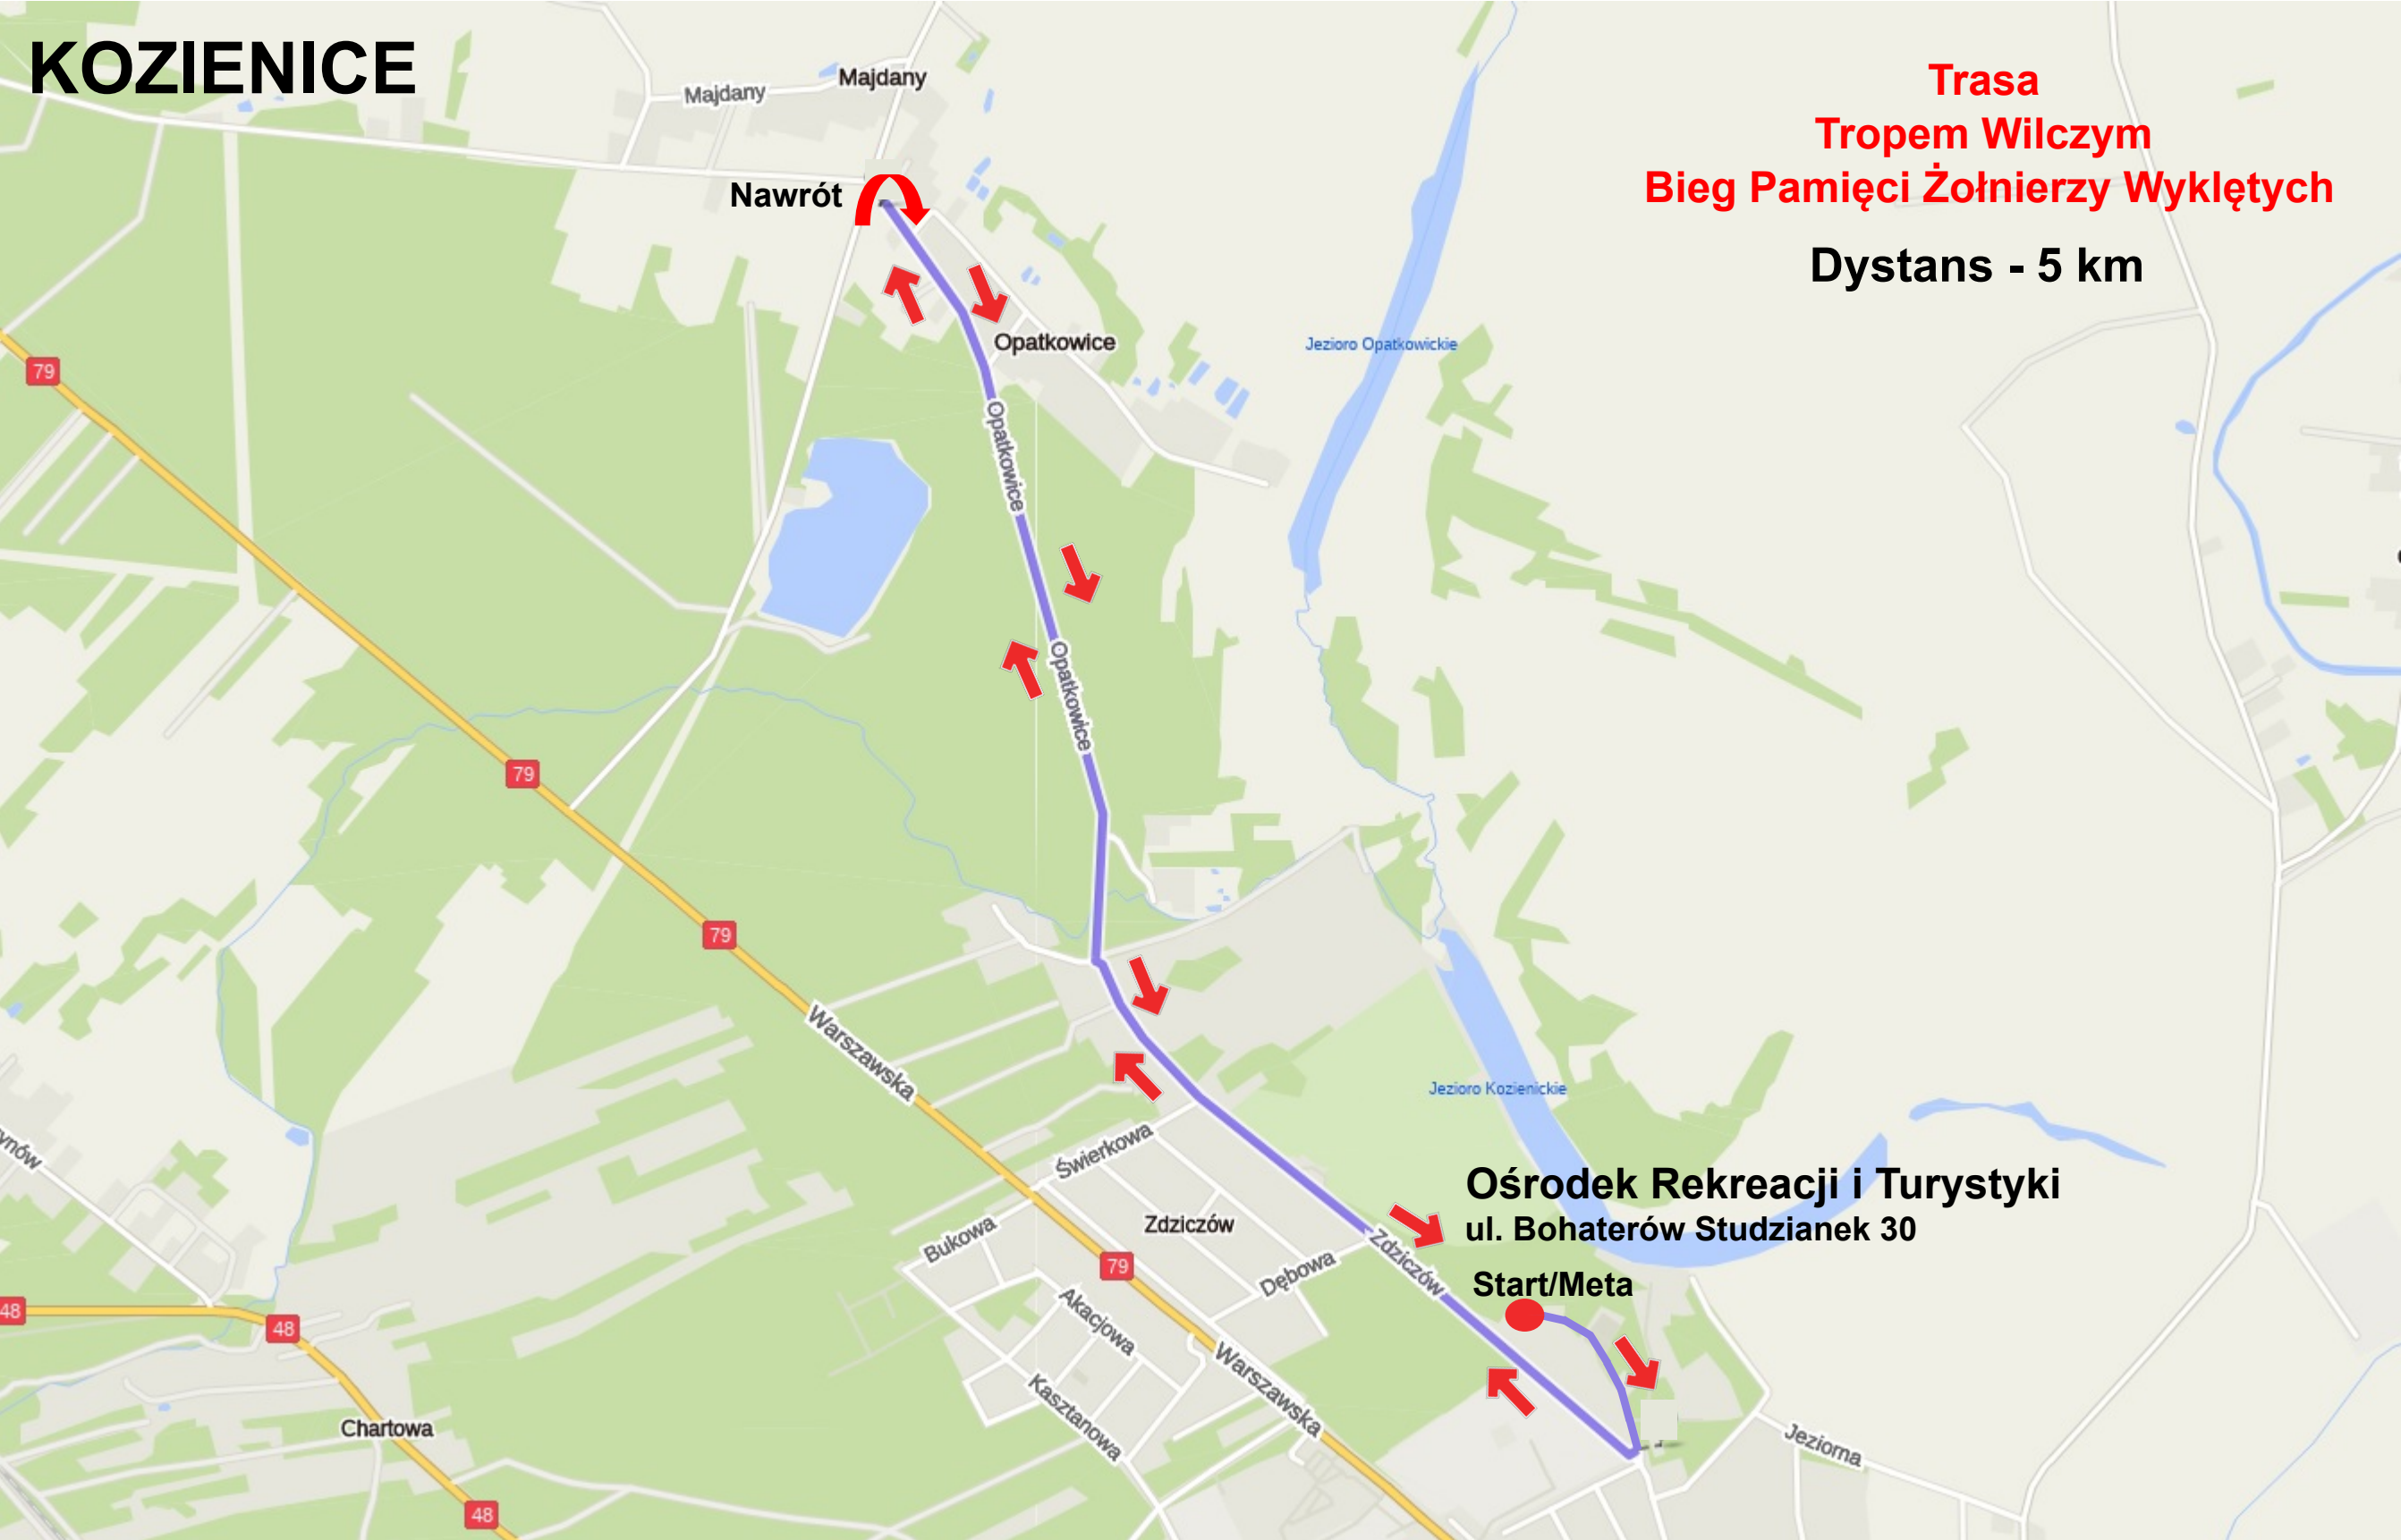 KOZIENICE
Trasa
Tropem Wilczym
Bieg Pamięci Żołnierzy Wyklętych
Dystans - 5 km
Majdany
Majdany
Nawrót
Opatkowice
Jezioro Opatkowickie
79
Opatkowice
Opatkowice
79
79
Warszawska
Jezioro Kozienickie
Świerkowa
Ośrodek Rekreacji i Turystyki
ul. Bohaterów Studzianek 30
Zdziczów
Bukowa
Zdziczów
79
Dębowa
Start/Meta
Akacjowa
48
48
Warszawska
Kasztanowa
Chartowa
Jeziorna
48